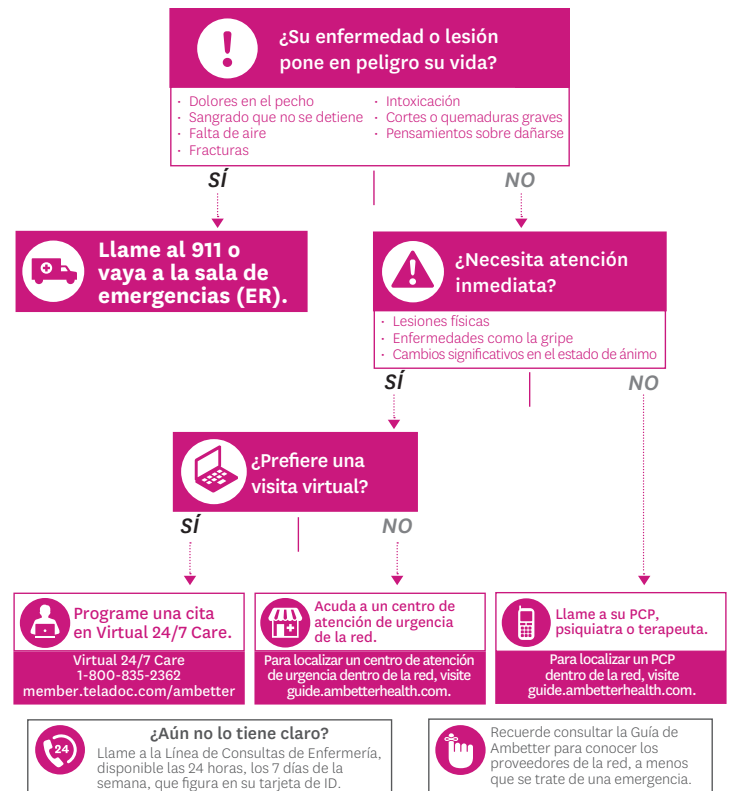 ¿Su enfermedad o lesión
pone en peligro su vida?
· Dolores en el pecho
· Sangrado que no se detiene
· Falta de aire
· Fracturas
· Intoxicación
· Cortes o quemaduras graves
· Pensamientos sobre dañarse
SÍ
NO
Llame al 911 o
vaya a la sala de
emergencias (ER).
¿Necesita atención
inmediata?
· Lesiones físicas
· Enfermedades como la gripe
· Cambios significativos en el estado de ánimo
SÍ
NO
¿Prefiere una
visita virtual?
SÍ
NO
Programe una cita
en Virtual 24/7 Care.
Virtual 24/7 Care
1-800-835-2362
member.teladoc.com/ambetter
Acuda a un centro de
atención de urgencia
de la red.
Para localizar un centro de atención
de urgencia dentro de la red, visite
guide.ambetterhealth.com.
Llame a su PCP,
psiquiatra o terapeuta.
Para localizar un PCP
dentro de la red, visite
guide.ambetterhealth.com.
24
¿Aún no lo tiene claro?
Llame a la Línea de Consultas de Enfermería,
disponible las 24 horas, los 7 días de la
semana, que figura en su tarjeta de ID.
Recuerde consultar la Guía de
Ambetter para conocer los
proveedores de la red, a menos
que se trate de una emergencia.